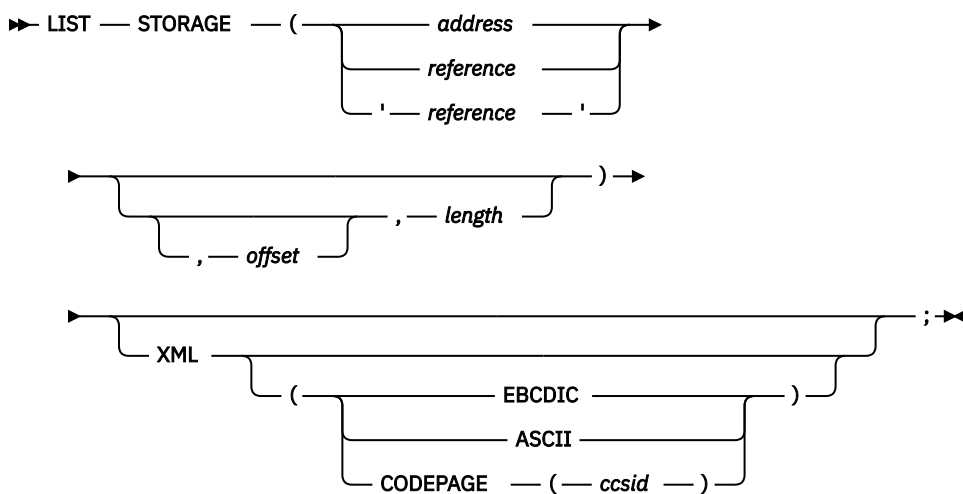 LIST STORAGE ( address
reference
' reference '
)
, length
, offset
;
XML
( EBCDIC )
ASCII
CODEPAGE ( ccsid )